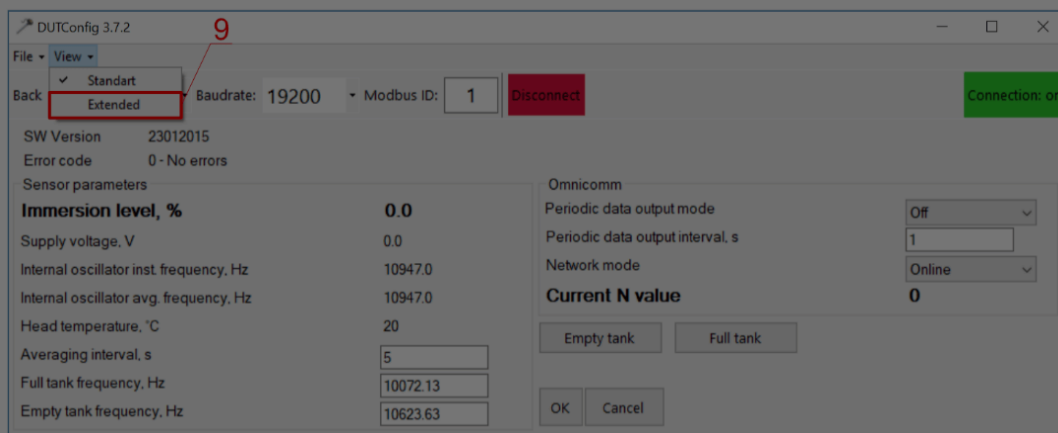 DUTConfig 3.7.2
9
File View
Standart
Extended
Back Baudrate: 19200 Modbus ID: 1 Disconnect Connection: on
SW Version 23012015
Error code 0 - No errors
Sensor parameters
Immersion level, % 0.0
Supply voltage, V 0.0
Internal oscillator inst. frequency, Hz 10947.0
Internal oscillator avg. frequency, Hz 10947.0
Head temperature, °C 20
Averaging interval, s 5
Full tank frequency, Hz 10072.13
Empty tank frequency, Hz 10623.63
Omnicomm
Periodic data output mode Off
Periodic data output interval, s 1
Network mode Online
Current N value 0
Empty tank Full tank
OK Cancel